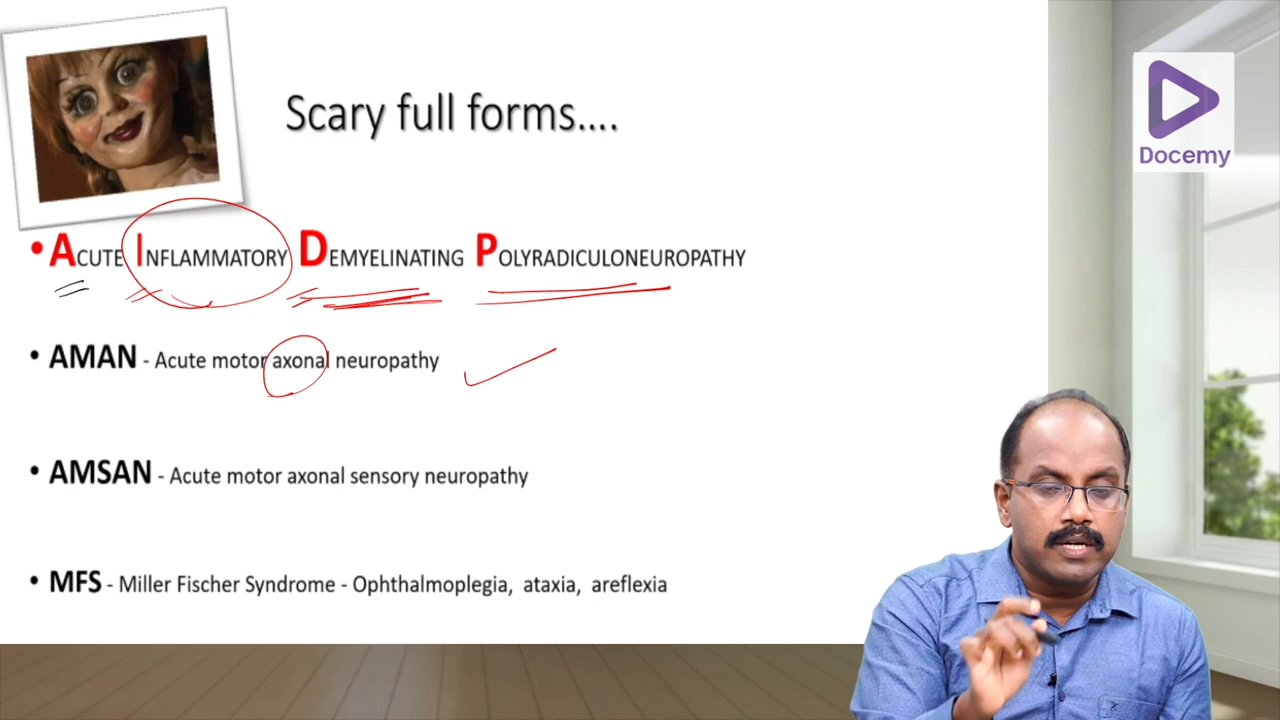 Scary full forms....
Docemy
• ACUTE INFLAMMATORY DEMYELINATING POLYRADICULONEUROPATHY
• AMAN - Acute motor axonal neuropathy
• AMSAN - Acute motor axonal sensory neuropathy
• MFS - Miller Fischer Syndrome - Ophthalmoplegia, ataxia, areflexia